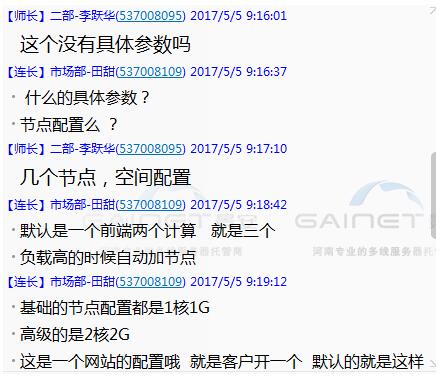 【师长】二部-李跃华(537008095) 2017/5/5 9:16:01
这个没有具体参数吗
【连长】市场部-田甜(537008109) 2017/5/5 9:16:37
什么的具体参数？
节点配置么 ？
【师长】二部-李跃华(537008095) 2017/5/5 9:17:10
几个节点，空间配置
【连长】市场部-田甜(537008109) 2017/5/5 9:18:42
GAINET
默认是一个前端两个计算 就是三个
河南专业的多线服务器托管商
负载高的时候自动加节点
【连长】市场部-田甜(537008109) 2017/5/5 9:19:12
基础的节点配置都是1核1G
高级的是2核2G
这是一个网站的配置哦 就是客户开一个 默认的就是这样